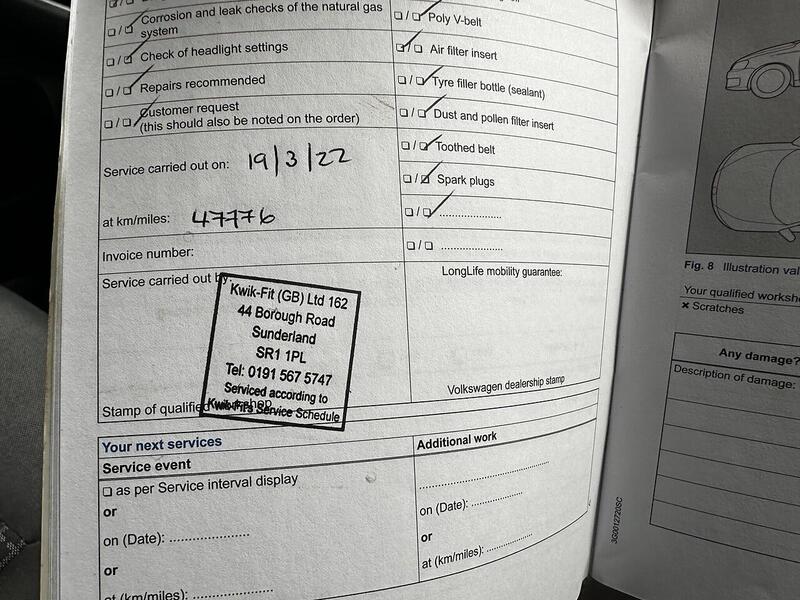 Corrosion and leak checks of the natural gas
system
Check of headlight settings
Repairs recommended
Customer request
(this should also be noted on the order)
Poly V-belt
Air filter insert
Tyre filler bottle (sealant)
Dust and pollen filter insert
Toothed belt
Spark plugs
Service carried out on: 19/3/22
at km/miles: 47776
Invoice number:
Service carried out by:
Kwik-Fit (GB) Ltd 162
44 Borough Road
Sunderland
SR1 1PL
Tel: 0191 567 5747
Serviced according to
Kwik-Fit's Service Schedule
Stamp of qualified workshop
LongLife mobility guarantee:
Volkswagen dealership stamp
Your next services
Service event
as per Service interval display
or
on (Date):
or
at (km/miles):
Additional work
on (Date):
or
at (km/miles):
3G0012720SC
Fig. 8 Illustration
Your qualified
× Scratches
Any damage?
Description of damage: